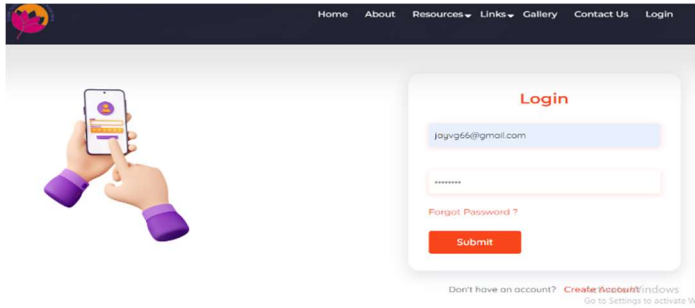 Home About Resources Links Gallery Contact Us Login
Login
jayvg66@gmail.com
Forgot Password ?
Submit
Don't have an account? Create Account
Activate Windows
Go to Settings to activate W